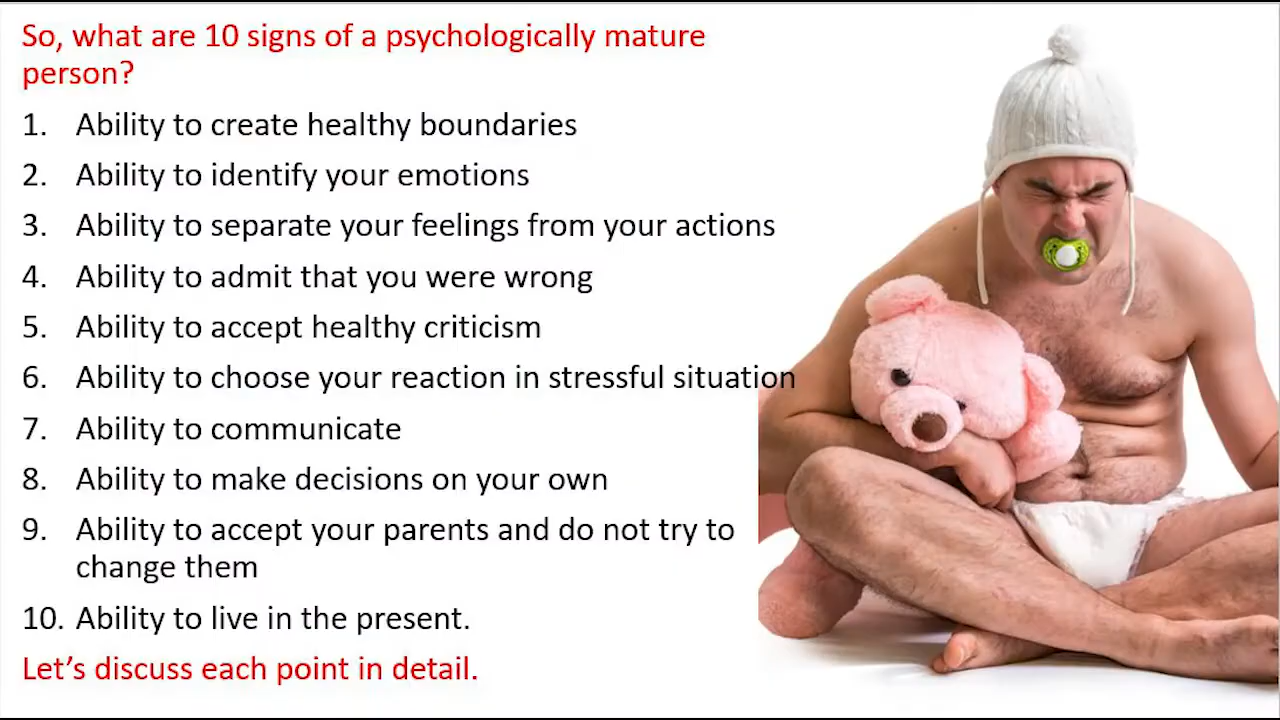 So, what are 10 signs of a psychologically mature
person?
1. Ability to create healthy boundaries
2. Ability to identify your emotions
3. Ability to separate your feelings from your actions
4. Ability to admit that you were wrong
5. Ability to accept healthy criticism
6. Ability to choose your reaction in stressful situation
7. Ability to communicate
8. Ability to make decisions on your own
9. Ability to accept your parents and do not try to
change them
10. Ability to live in the present.
Let’s discuss each point in detail.